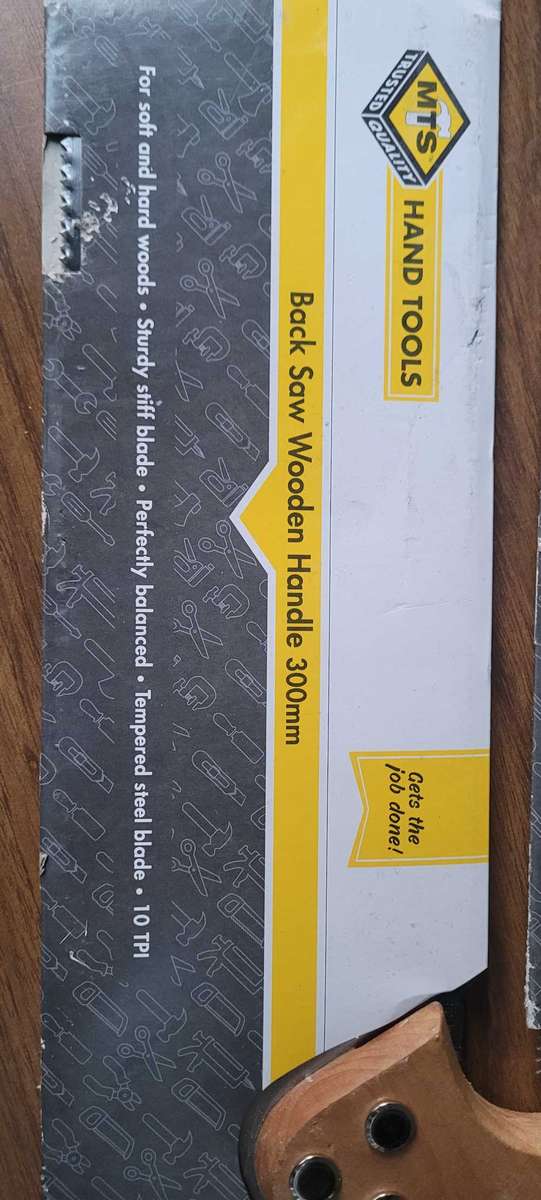 MTS
TRUSTED QUALITY
HAND TOOLS
Back Saw Wooden Handle 300mm
Gets the
job done!
For soft and hard woods • Sturdy stiff blade • Perfectly balanced • Tempered steel blade • 10 TPI